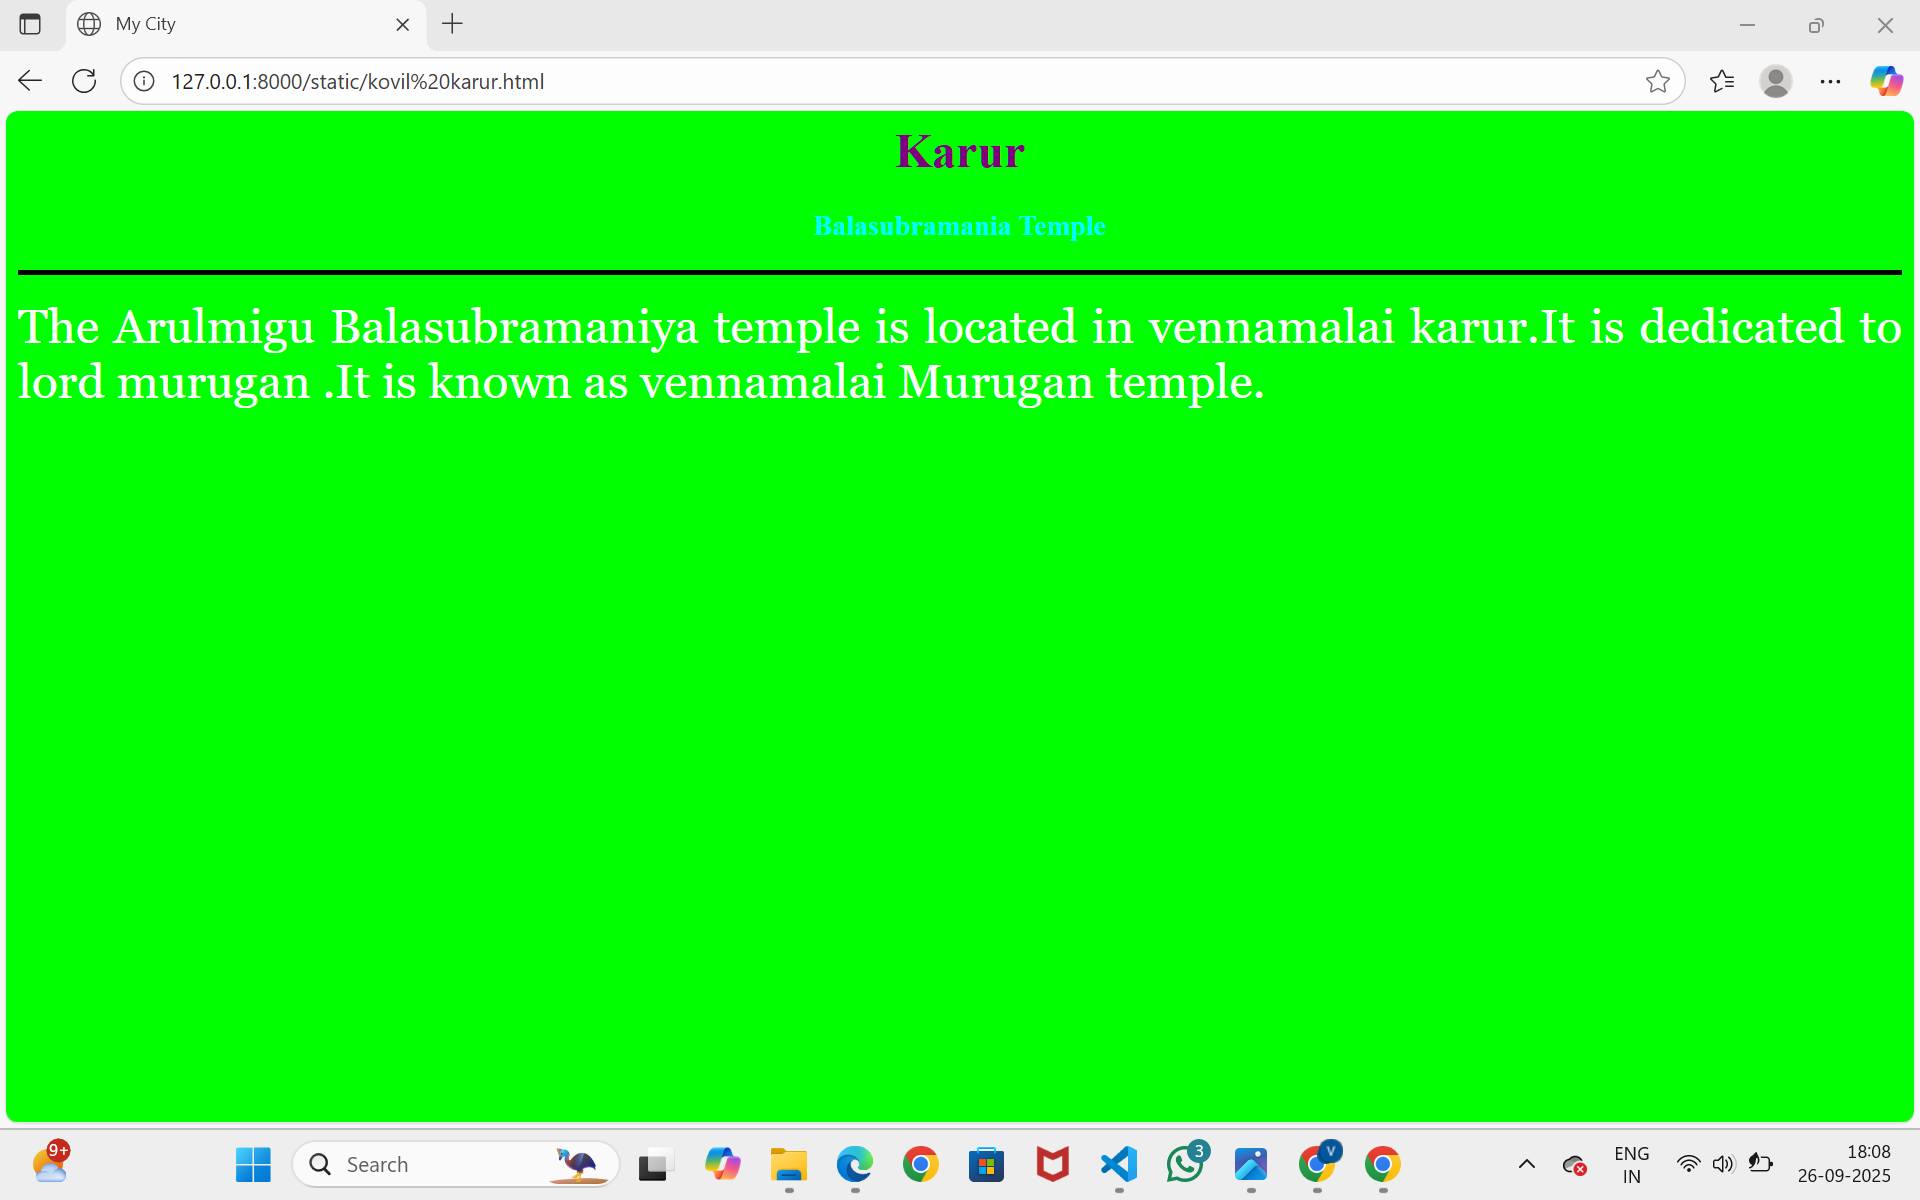 My City
127.0.0.1:8000/static/kovil%20karur.html
Karur
Balasubramania Temple
The Arulmigu Balasubramaniya temple is located in vennamalai karur.It is dedicated to
lord murugan .It is known as vennamalai Murugan temple.
9+
Search
3
V
ENG
IN
18:08
26-09-2025